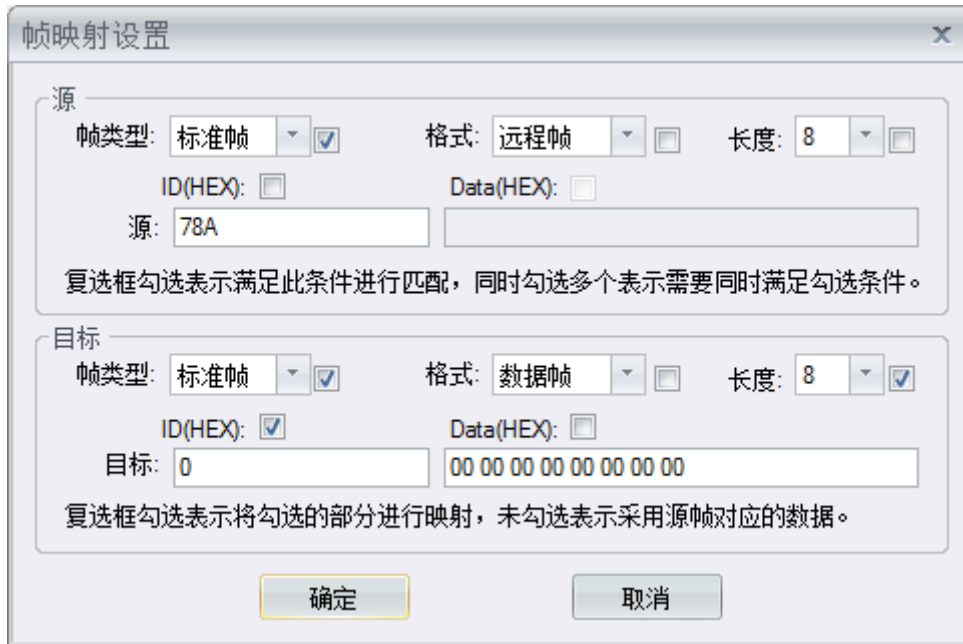 帧映射设置
源
帧类型: 标准帧 格式: 远程帧 长度: 8
ID(HEX): Data(HEX):
源: 78A
复选框勾选表示满足此条件进行匹配，同时勾选多个表示需要同时满足勾选条件。
目标
帧类型: 标准帧 格式: 数据帧 长度: 8
ID(HEX): Data(HEX):
目标: 0 00 00 00 00 00 00 00 00
复选框勾选表示将勾选的部分进行映射，未勾选表示采用源帧对应的数据。
确定 取消